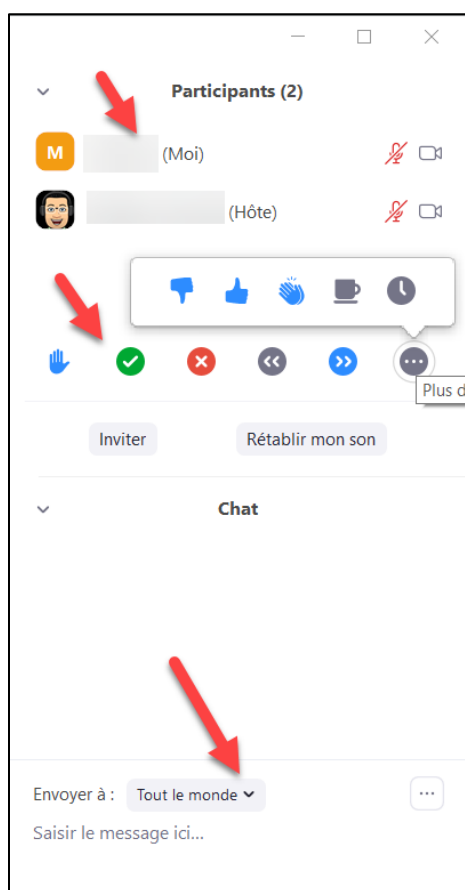 Participants (2)
M (Moi)
(Hôte)
Plus d
Inviter Rétablir mon son
Chat
Envoyer à : Tout le monde
Saisir le message ici...